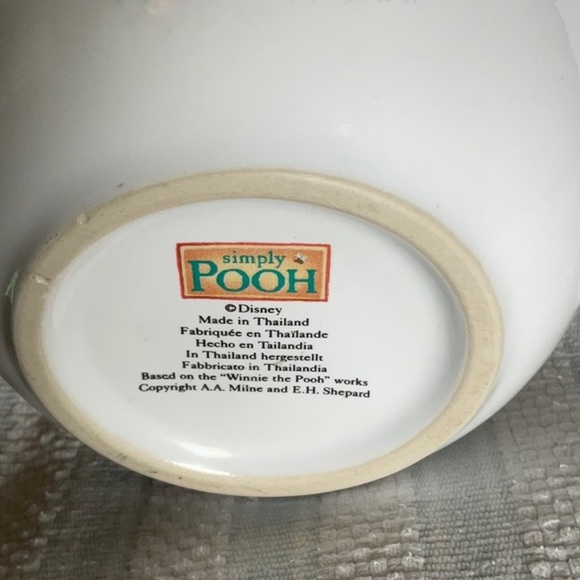 simply
POOH
©Disney
Made in Thailand
Fabriquée en Thaïlande
Hecho en Tailandia
In Thailand hergestellt
Fabbricato in Thailandia
Based on the "Winnie the Pooh" works
Copyright A.A. Milne and E.H. Shepard